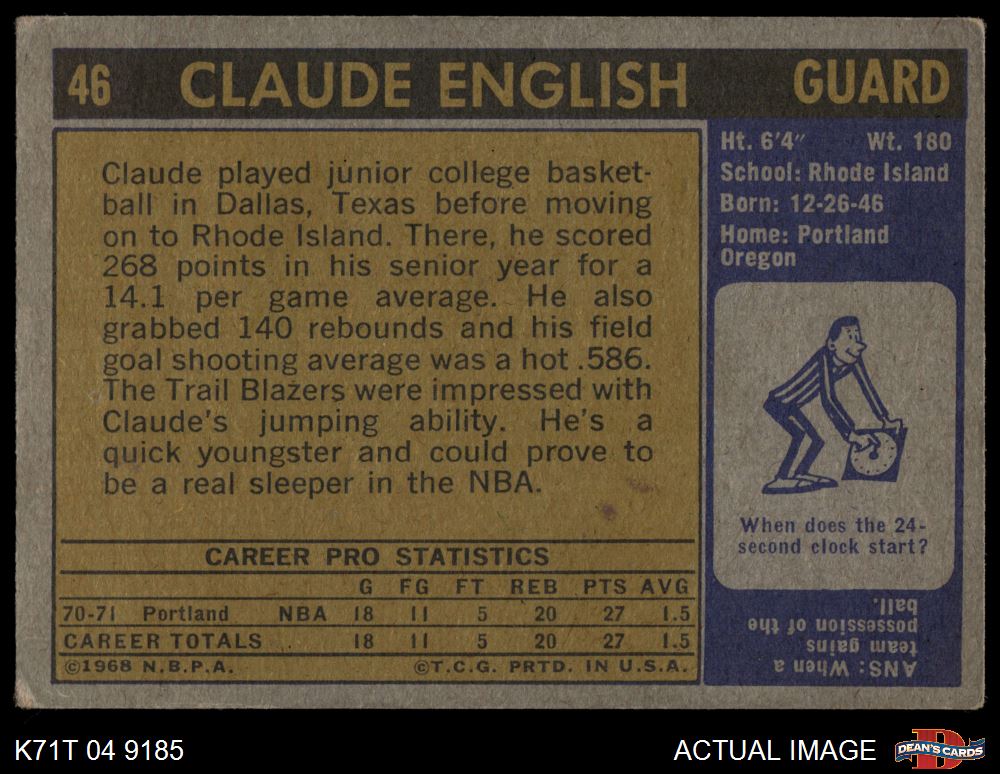 46 CLAUDE ENGLISH GUARD
Claude played junior college basket-
ball in Dallas, Texas before moving
on to Rhode Island. There, he scored
268 points in his senior year for a
14.1 per game average. He also
grabbed 140 rebounds and his field
goal shooting average was a hot .586.
The Trail Blazers were impressed with
Claude's jumping ability. He's a
quick youngster and could prove to
be a real sleeper in the NBA.
CAREER PRO STATISTICS
G FG FT REB PTS AVG
70-71 Portland NBA 18 11 5 20 27 1.5
CAREER TOTALS 18 11 5 20 27 1.5
©1968 N.B.P.A. ©T.C.G. PRTD. IN U.S.A.
Ht. 6'4" Wt. 180
School: Rhode Island
Born: 12-26-46
Home: Portland
Oregon
When does the 24-
second clock start?
ANS: When a
team gains
possession of the
ball.
K71T 04 9185 ACTUAL IMAGE D DEAN'S CARDS